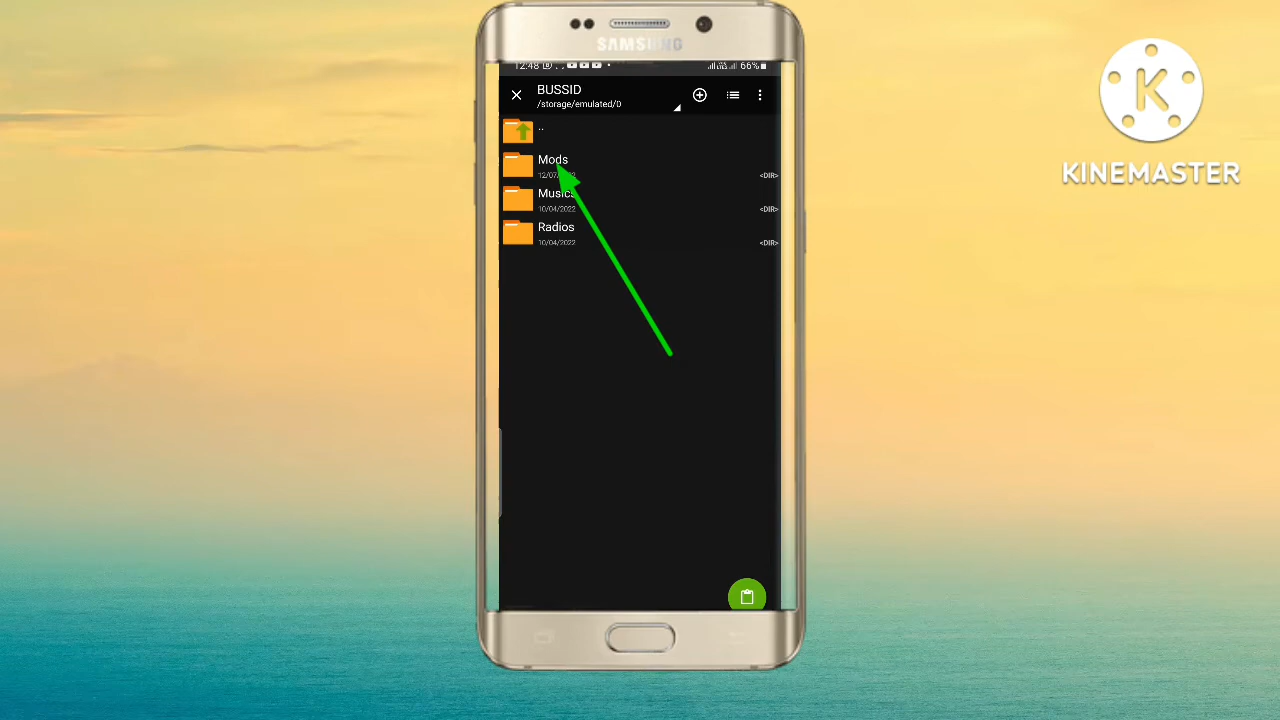 SAMSUNG
12:48
66%
BUSSID
/storage/emulated/0
..
Mods
<DIR>
Musics
10/04/2022
<DIR>
Radios
10/04/2022
<DIR>
K
KINEMASTER